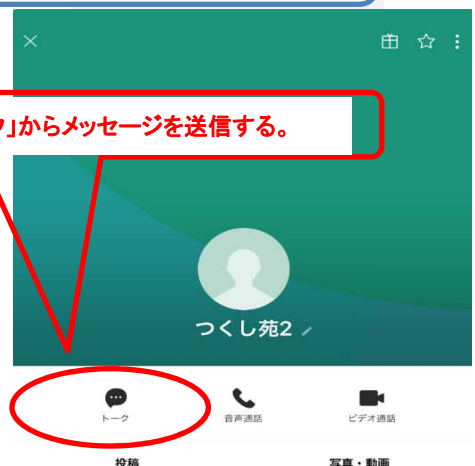 」からメッセージを送信する。
つくし苑2
トーク 音声通話 ビデオ通話
投稿 写真・動画